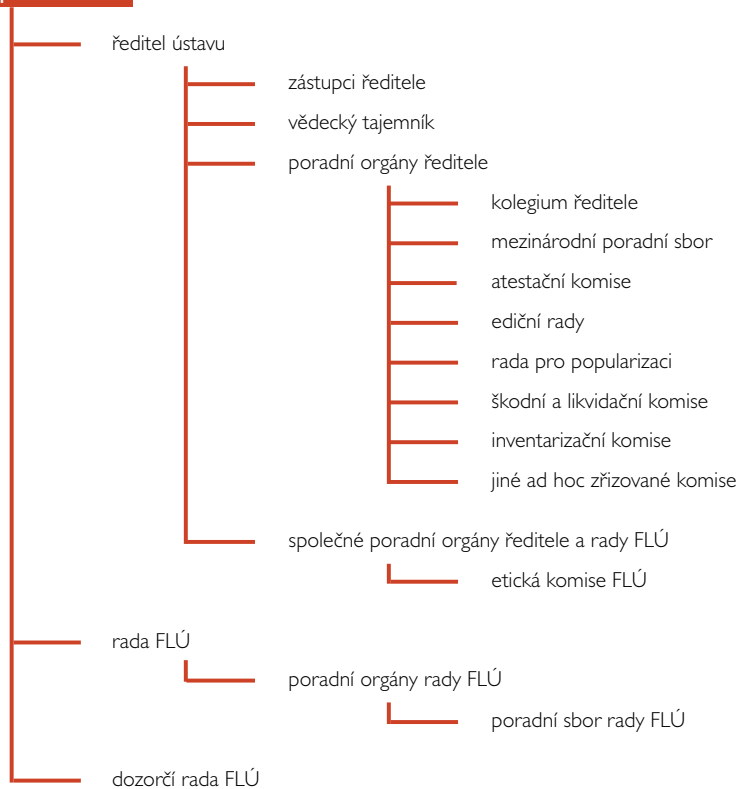 ředitel ústavu
zástupci ředitele
vědecký tajemník
poradní orgány ředitele
kolegium ředitele
mezinárodní poradní sbor
atestační komise
ediční rady
rada pro popularizaci
škodní a likvidační komise
inventarizační komise
jiné ad hoc zřizované komise
společné poradní orgány ředitele a rady FLÚ
etická komise FLÚ
rada FLÚ
poradní orgány rady FLÚ
poradní sbor rady FLÚ
dozorčí rada FLÚ